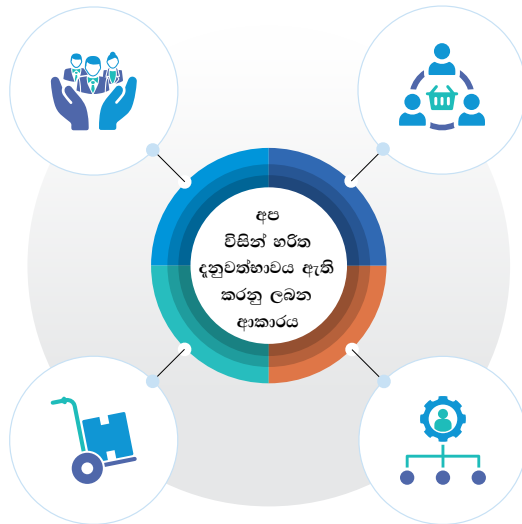 අප
විසින් හරිත
දැනුවත්භාවය ඇති
කරනු ලබන
ආකාරය